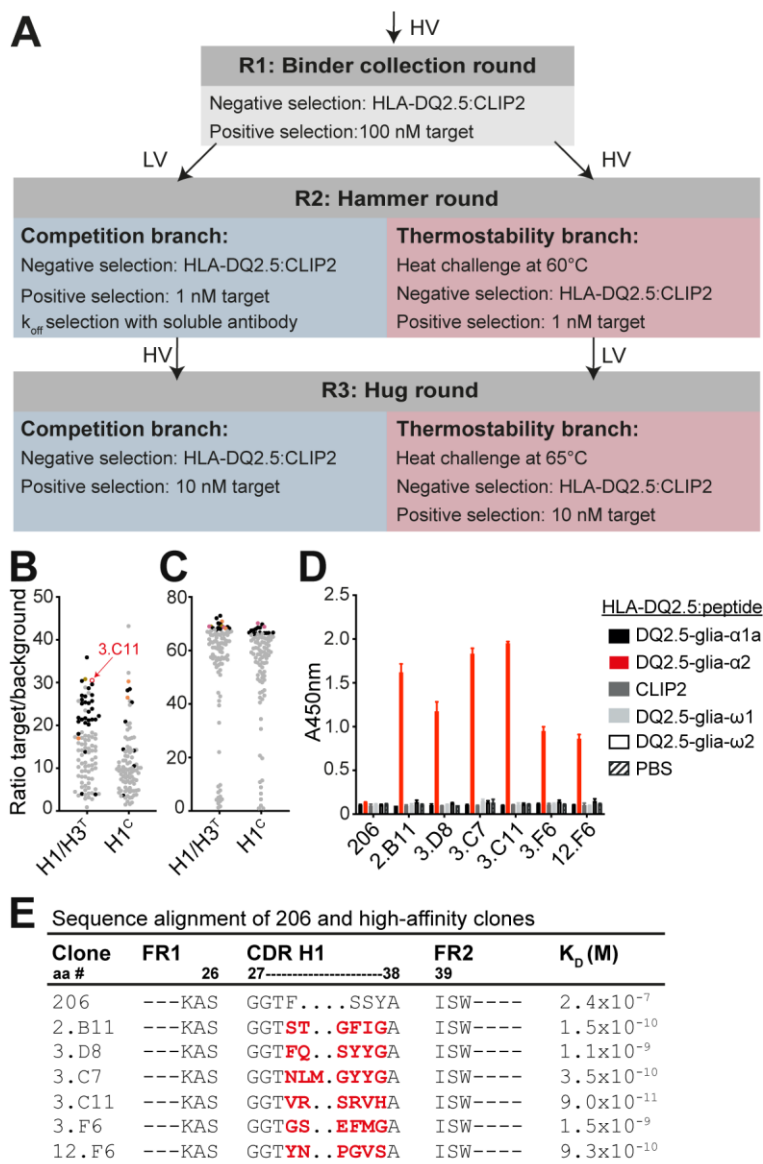 A
HV
R1: Binder collection round
Negative selection: HLA-DQ2.5:CLIP2
Positive selection:100 nM target
LV
HV
R2: Hammer round
Competition branch:
Negative selection: HLA-DQ2.5:CLIP2
Positive selection: 1 nM target
koff selection with soluble antibody
Thermostability branch:
Heat challenge at 60°C
Negative selection: HLA-DQ2.5:CLIP2
Positive selection: 1 nM target
HV
LV
R3: Hug round
Competition branch:
Negative selection: HLA-DQ2.5:CLIP2
Positive selection: 10 nM target
Thermostability branch:
Heat challenge at 65°C
Negative selection: HLA-DQ2.5:CLIP2
Positive selection: 10 nM target
B
Ratio target/background
50
40
30
20
10
0
3.C11
H1/H3ᵀ
H1ᶜ
C
80
60
40
20
0
H1/H3ᵀ
H1ᶜ
D
A450nm
2.5
2.0
1.5
1.0
0.5
0
206
2.B11
3.D8
3.C7
3.C11
3.F6
12.F6
HLA-DQ2.5:peptide
DQ2.5-glia-α1a
DQ2.5-glia-α2
CLIP2
DQ2.5-glia-ω1
DQ2.5-glia-ω2
PBS
E
Sequence alignment of 206 and high-affinity clones
Clone FR1 CDR H1 FR2 KD (M)
aa # 26 27----------------------38 39
206 ---KAS GGTF....SSYA ISW---- 2.4x10⁻⁷
2.B11 ---KAS GGTST..GFIGA ISW---- 1.5x10⁻¹⁰
3.D8 ---KAS GGTFQ..SYYGA ISW---- 1.1x10⁻⁹
3.C7 ---KAS GGTNLM.GYYGA ISW---- 3.5x10⁻¹⁰
3.C11 ---KAS GGTVR..SRVHA ISW---- 9.0x10⁻¹¹
3.F6 ---KAS GGTGS..EFMGA ISW---- 1.5x10⁻⁹
12.F6 ---KAS GGTYN..PGVSA ISW---- 9.3x10⁻¹⁰